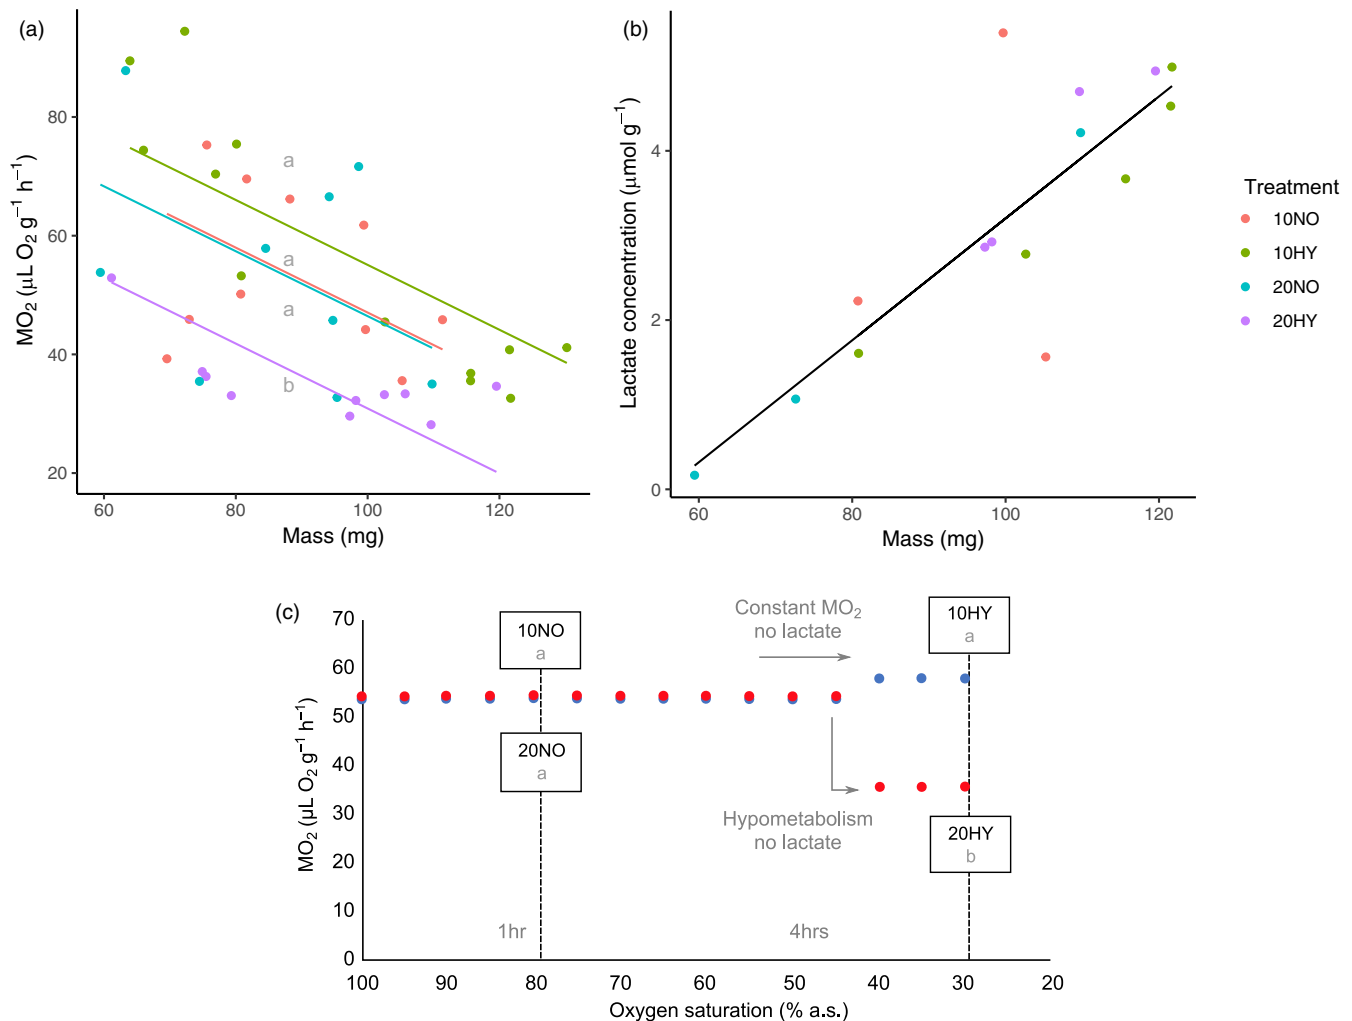 (a)
80
60
40
20
MO₂ (µL O₂ g⁻¹ h⁻¹)
a
a
a
b
60
80
100
120
Mass (mg)
(b)
4
2
0
Lactate concentration (µmol g⁻¹)
60
80
100
120
Mass (mg)
Treatment
10NO
10HY
20NO
20HY
(c)
70
60
50
40
30
20
10
0
MO₂ (µL O₂ g⁻¹ h⁻¹)
10NO
a
20NO
a
Constant MO₂
no lactate
10HY
a
Hypometabolism
no lactate
20HY
b
1hr
4hrs
100
90
80
70
60
50
40
30
20
Oxygen saturation (% a.s.)